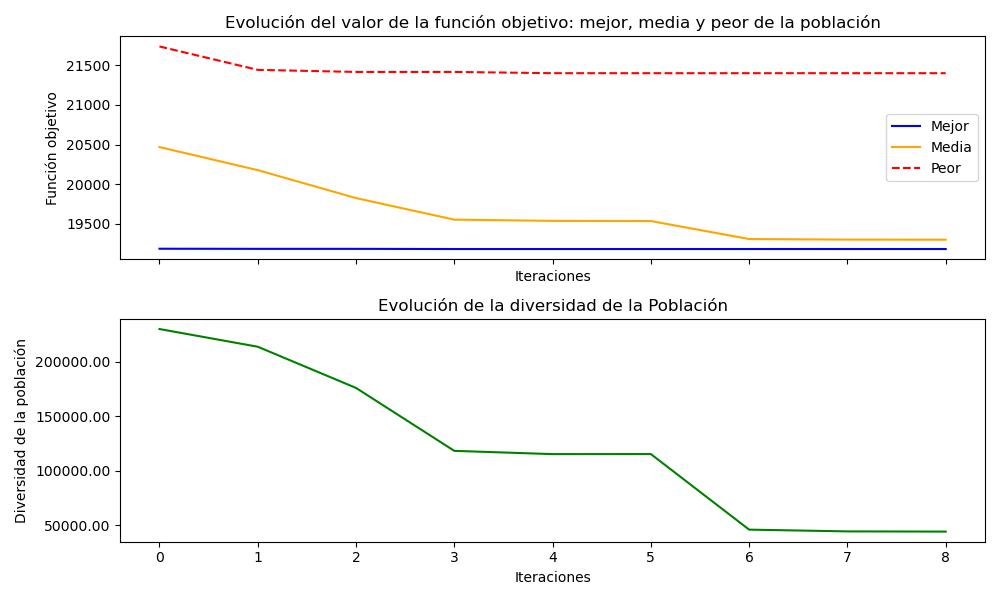 Evolución del valor de la función objetivo: mejor, media y peor de la población
Función objetivo
21500
21000
20500
20000
19500
Mejor
Media
Peor
Iteraciones
Evolución de la diversidad de la Población
Diversidad de la población
200000.00
150000.00
100000.00
50000.00
0 1 2 3 4 5 6 7 8
Iteraciones